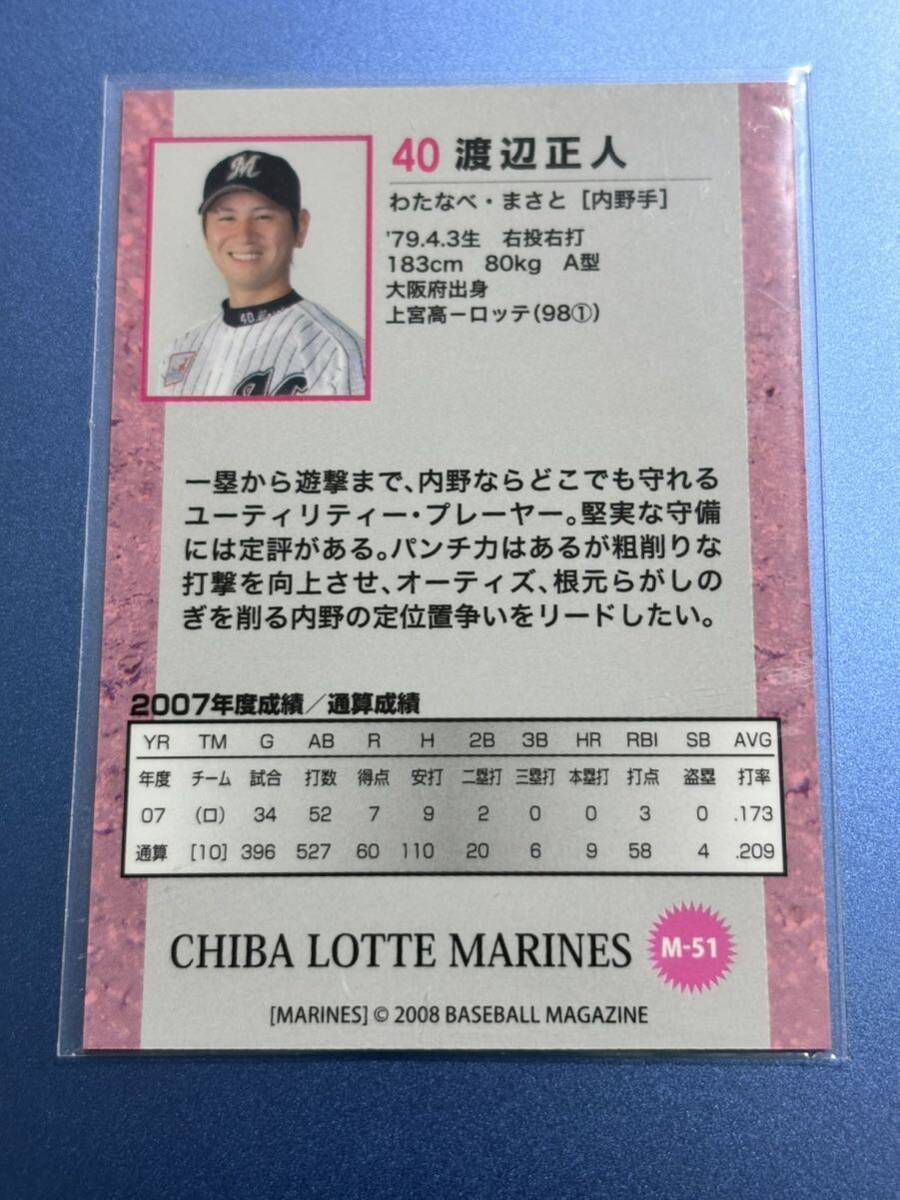 40 渡辺正人
わたなべ・まさと［内野手］
'79.4.3生　右投右打
183cm　80kg　A型
大阪府出身
上宮高ーロッテ（98①）
M
40
一塁から遊撃まで、内野ならどこでも守れる
ユーティリティー・プレーヤー。堅実な守備
には定評がある。パンチ力はあるが粗削りな
打撃を向上させ、オーティズ、根元らがしの
ぎを削る内野の定位置争いをリードしたい。
2007年度成績／通算成績
YR TM G AB R H 2B 3B HR RBI SB AVG
年度 チーム 試合 打数 得点 安打 二塁打 三塁打 本塁打 打点 盗塁 打率
07 （ロ） 34 52 7 9 2 0 0 3 0 .173
通算 [10] 396 527 60 110 20 6 9 58 4 .209
CHIBA LOTTE MARINES M-51
[MARINES] © 2008 BASEBALL MAGAZINE